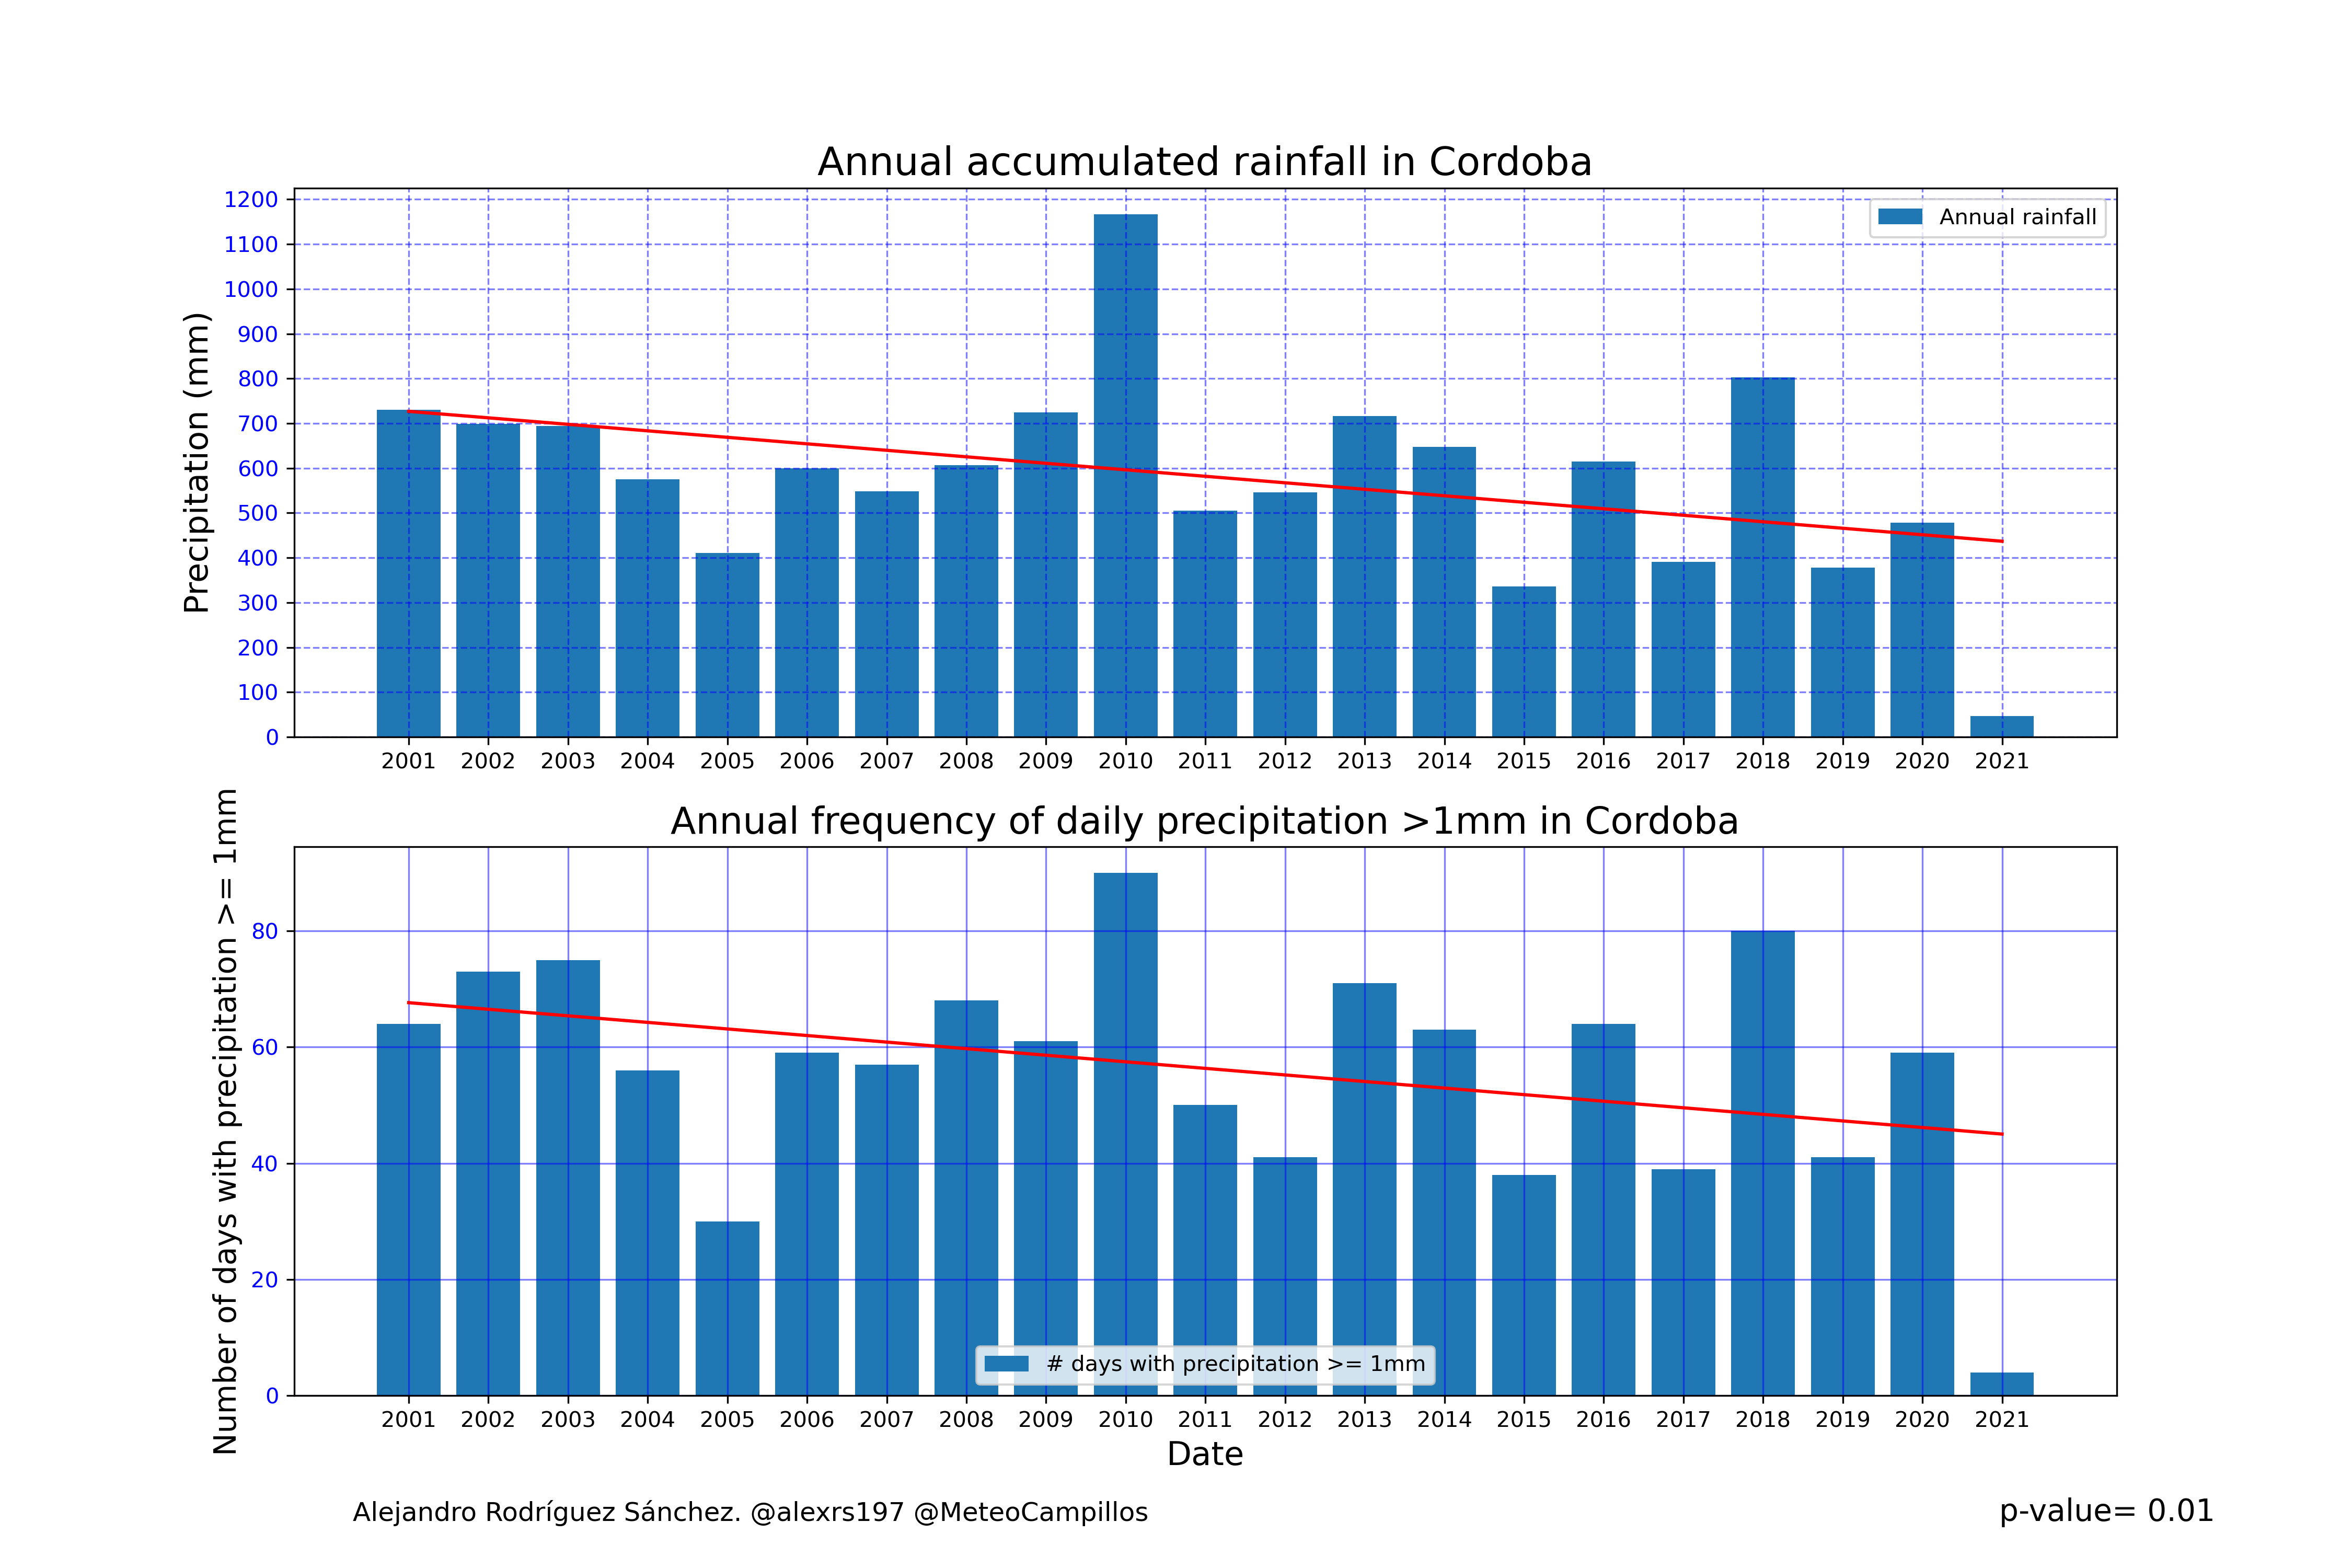 Annual accumulated rainfall in Cordoba
Precipitation (mm)
1200
1100
1000
900
800
700
600
500
400
300
200
100
0
Annual rainfall
2001 2002 2003 2004 2005 2006 2007 2008 2009 2010 2011 2012 2013 2014 2015 2016 2017 2018 2019 2020 2021
Annual frequency of daily precipitation >1mm in Cordoba
Number of days with precipitation >= 1mm
80
60
40
20
0
# days with precipitation >= 1mm
2001 2002 2003 2004 2005 2006 2007 2008 2009 2010 2011 2012 2013 2014 2015 2016 2017 2018 2019 2020 2021
Date
Alejandro Rodríguez Sánchez. @alexrs197 @MeteoCampillos
p-value= 0.01